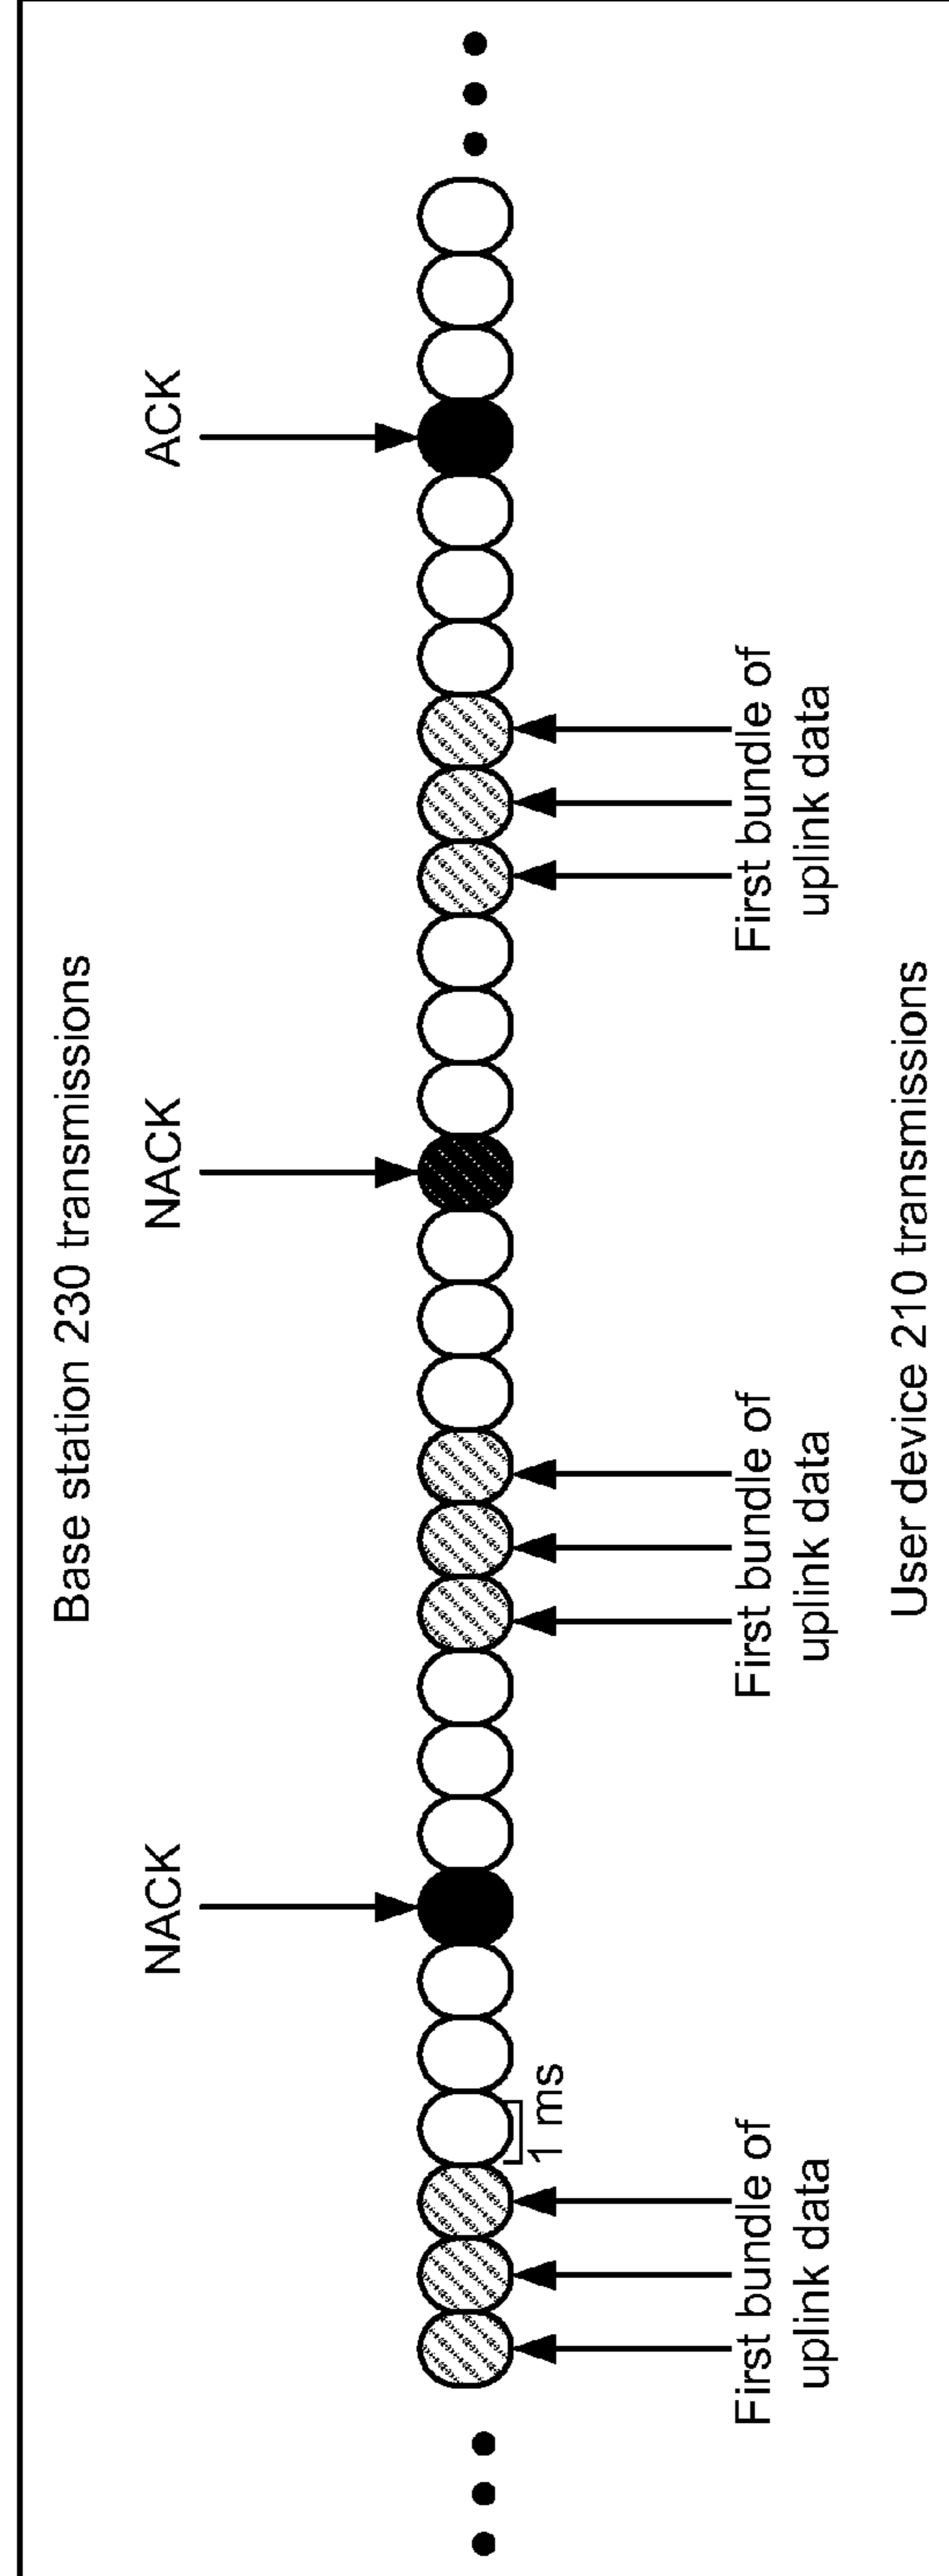 Base station 230 transmissions
NACK
NACK
ACK
1 ms
First bundle of
uplink data
First bundle of
uplink data
First bundle of
uplink data
User device 210 transmissions